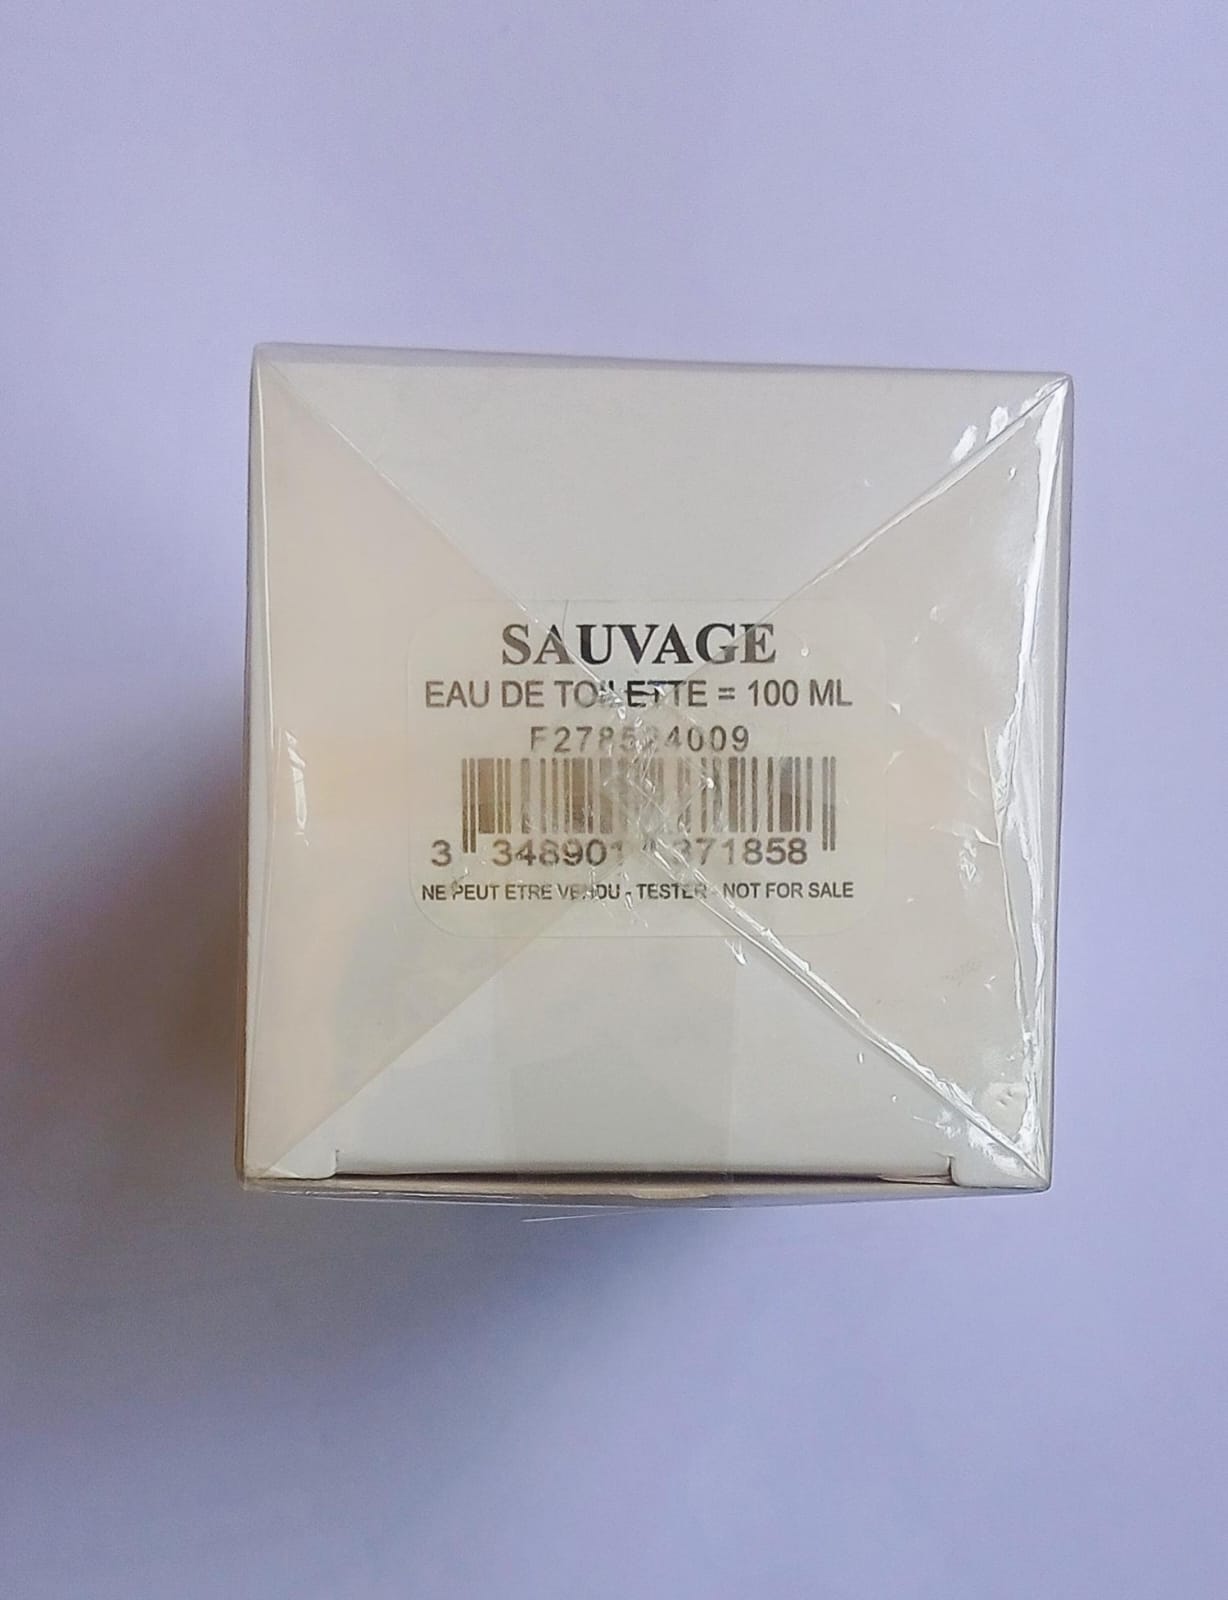 SAUVAGE
EAU DE TOILETTE = 100 ML
F278524009
3 348901 371858
NE PEUT ETRE VENDU - TESTER - NOT FOR SALE